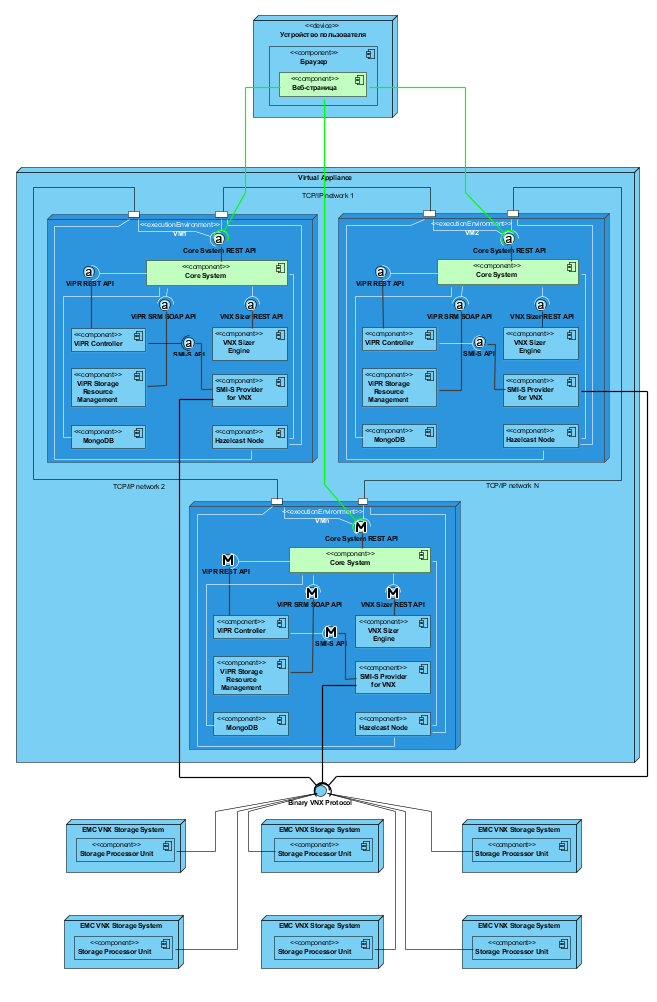 <<device>>
Устройство пользователя
<<component>>
Браузер
<<component>>
Веб-страница
Virtual Appliance
TCP/IP network 1
<<executionEnvironment>>
VM1
a
Core System REST API
<<component>>
Core System
a
ViPR REST API
a
ViPR SRM SOAP API
a
VNX Sizer REST API
<<component>>
ViPR Controller
a
SMI-S API
<<component>>
VNX Sizer
Engine
<<component>>
ViPR Storage
Resource
Management
<<component>>
SMI-S Provider
for VNX
<<component>>
MongoDB
<<component>>
Hazelcast Node
<<executionEnvironment>>
VM2
a
Core System REST API
<<component>>
Core System
a
ViPR REST API
a
ViPR SRM SOAP API
a
VNX Sizer REST API
<<component>>
ViPR Controller
a
SMI-S API
<<component>>
VNX Sizer
Engine
<<component>>
ViPR Storage
Resource
Management
<<component>>
SMI-S Provider
for VNX
<<component>>
MongoDB
<<component>>
Hazelcast Node
TCP/IP network 2
TCP/IP network N
<<executionEnvironment>>
VMn
M
Core System REST API
<<component>>
Core System
M
ViPR REST API
M
ViPR SRM SOAP API
M
VNX Sizer REST API
<<component>>
ViPR Controller
M
SMI-S API
<<component>>
VNX Sizer
Engine
<<component>>
ViPR Storage
Resource
Management
<<component>>
SMI-S Provider
for VNX
<<component>>
MongoDB
<<component>>
Hazelcast Node
Binary VNX Protocol
EMC VNX Storage System
<<component>>
Storage Processor Unit
EMC VNX Storage System
<<component>>
Storage Processor Unit
EMC VNX Storage System
<<component>>
Storage Processor Unit
EMC VNX Storage System
<<component>>
Storage Processor Unit
EMC VNX Storage System
<<component>>
Storage Processor Unit
EMC VNX Storage System
<<component>>
Storage Processor Unit